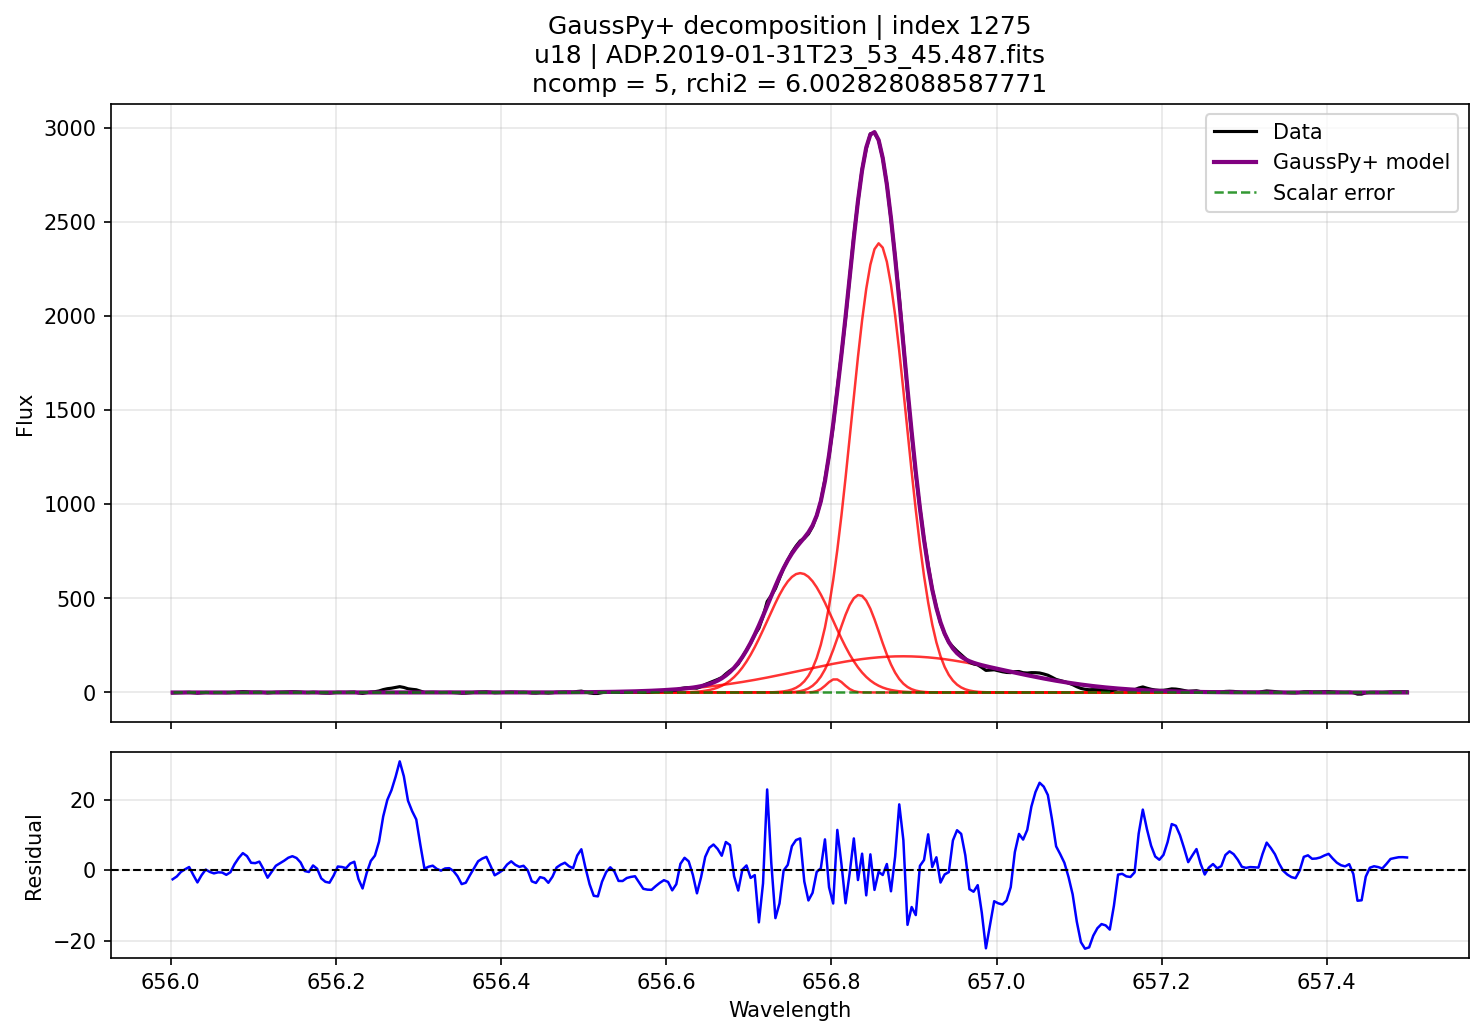 GaussPy+ decomposition | index 1275
u18 | ADP.2019-01-31T23_53_45.487.fits
ncomp = 5, rchi2 = 6.002828088587771
3000
2500
2000
1500
1000
500
0
Flux
Data
GaussPy+ model
Scalar error
20
0
−20
Residual
656.0
656.2
656.4
656.6
656.8
657.0
657.2
657.4
Wavelength